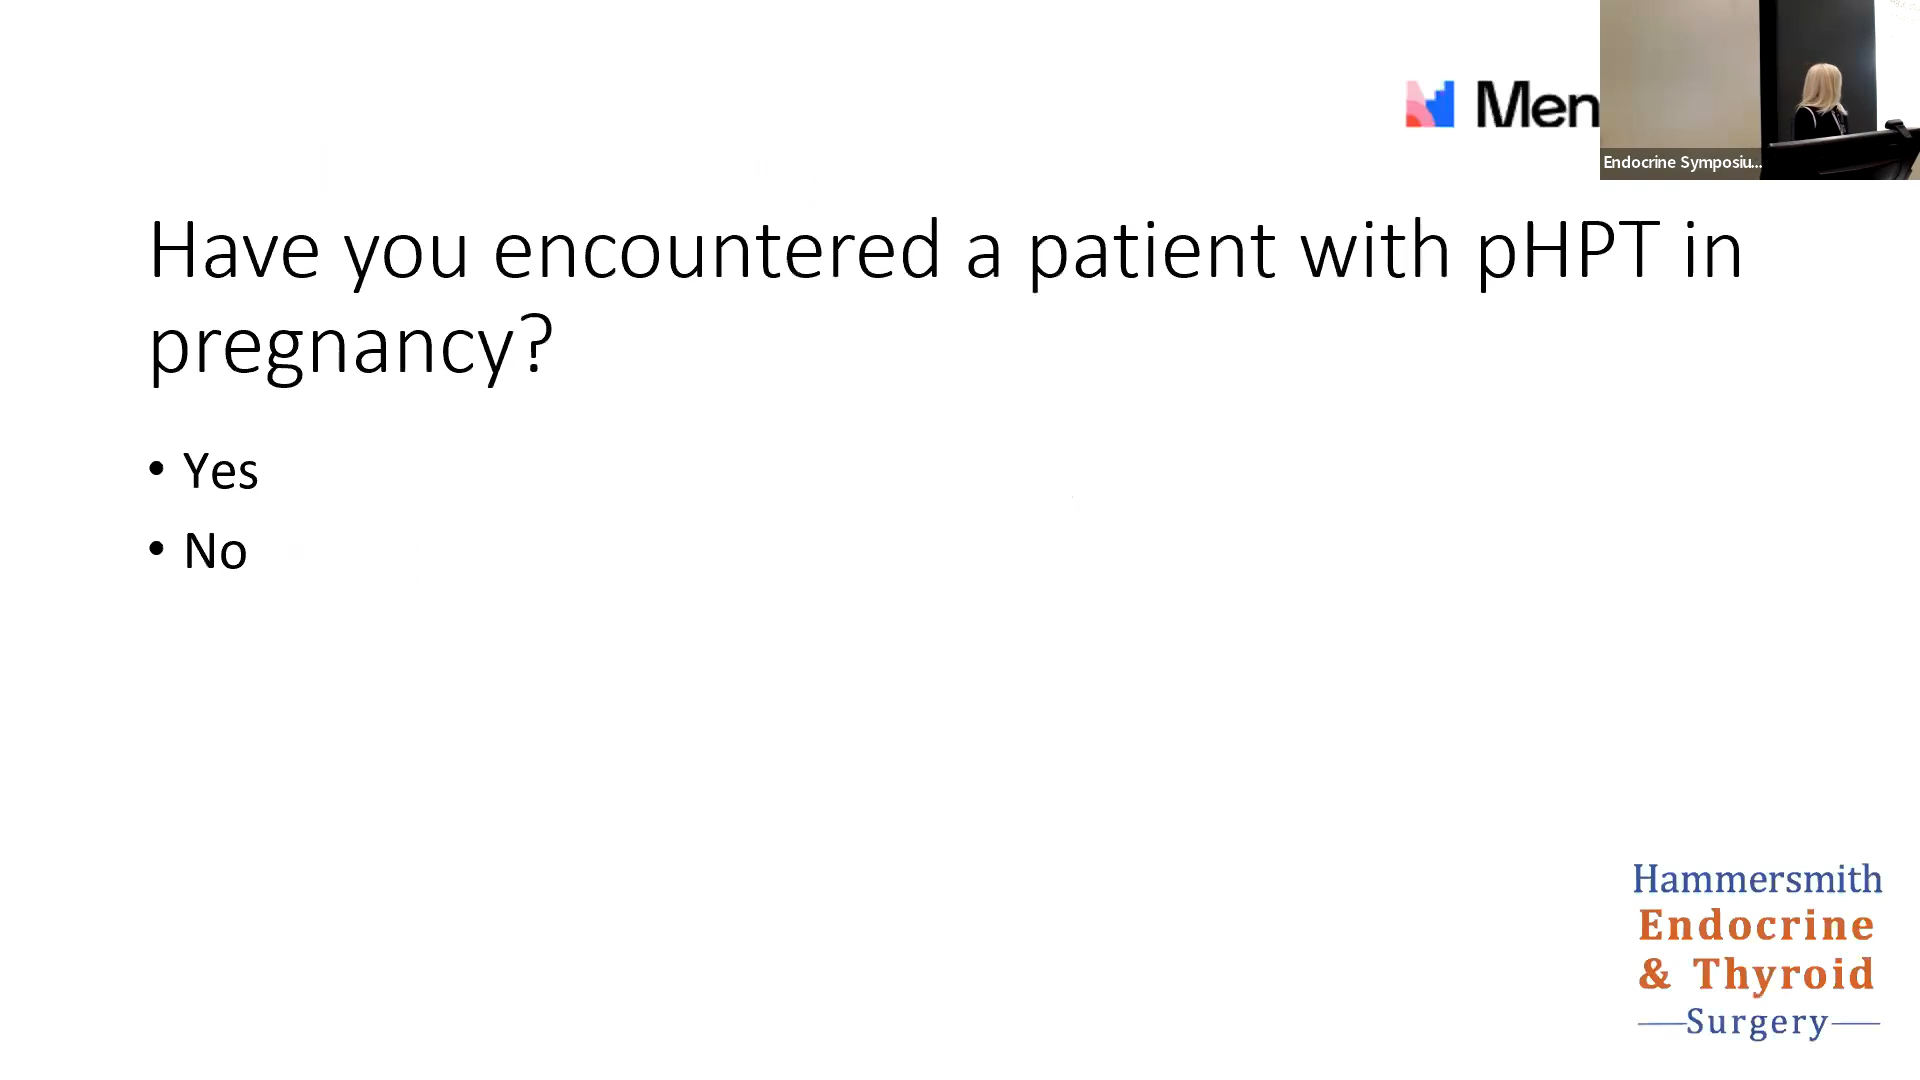 Men
Endocrine Symposiu...
Have you encountered a patient with pHPT in
pregnancy?
• Yes
• No
Hammersmith
Endocrine
& Thyroid
Surgery